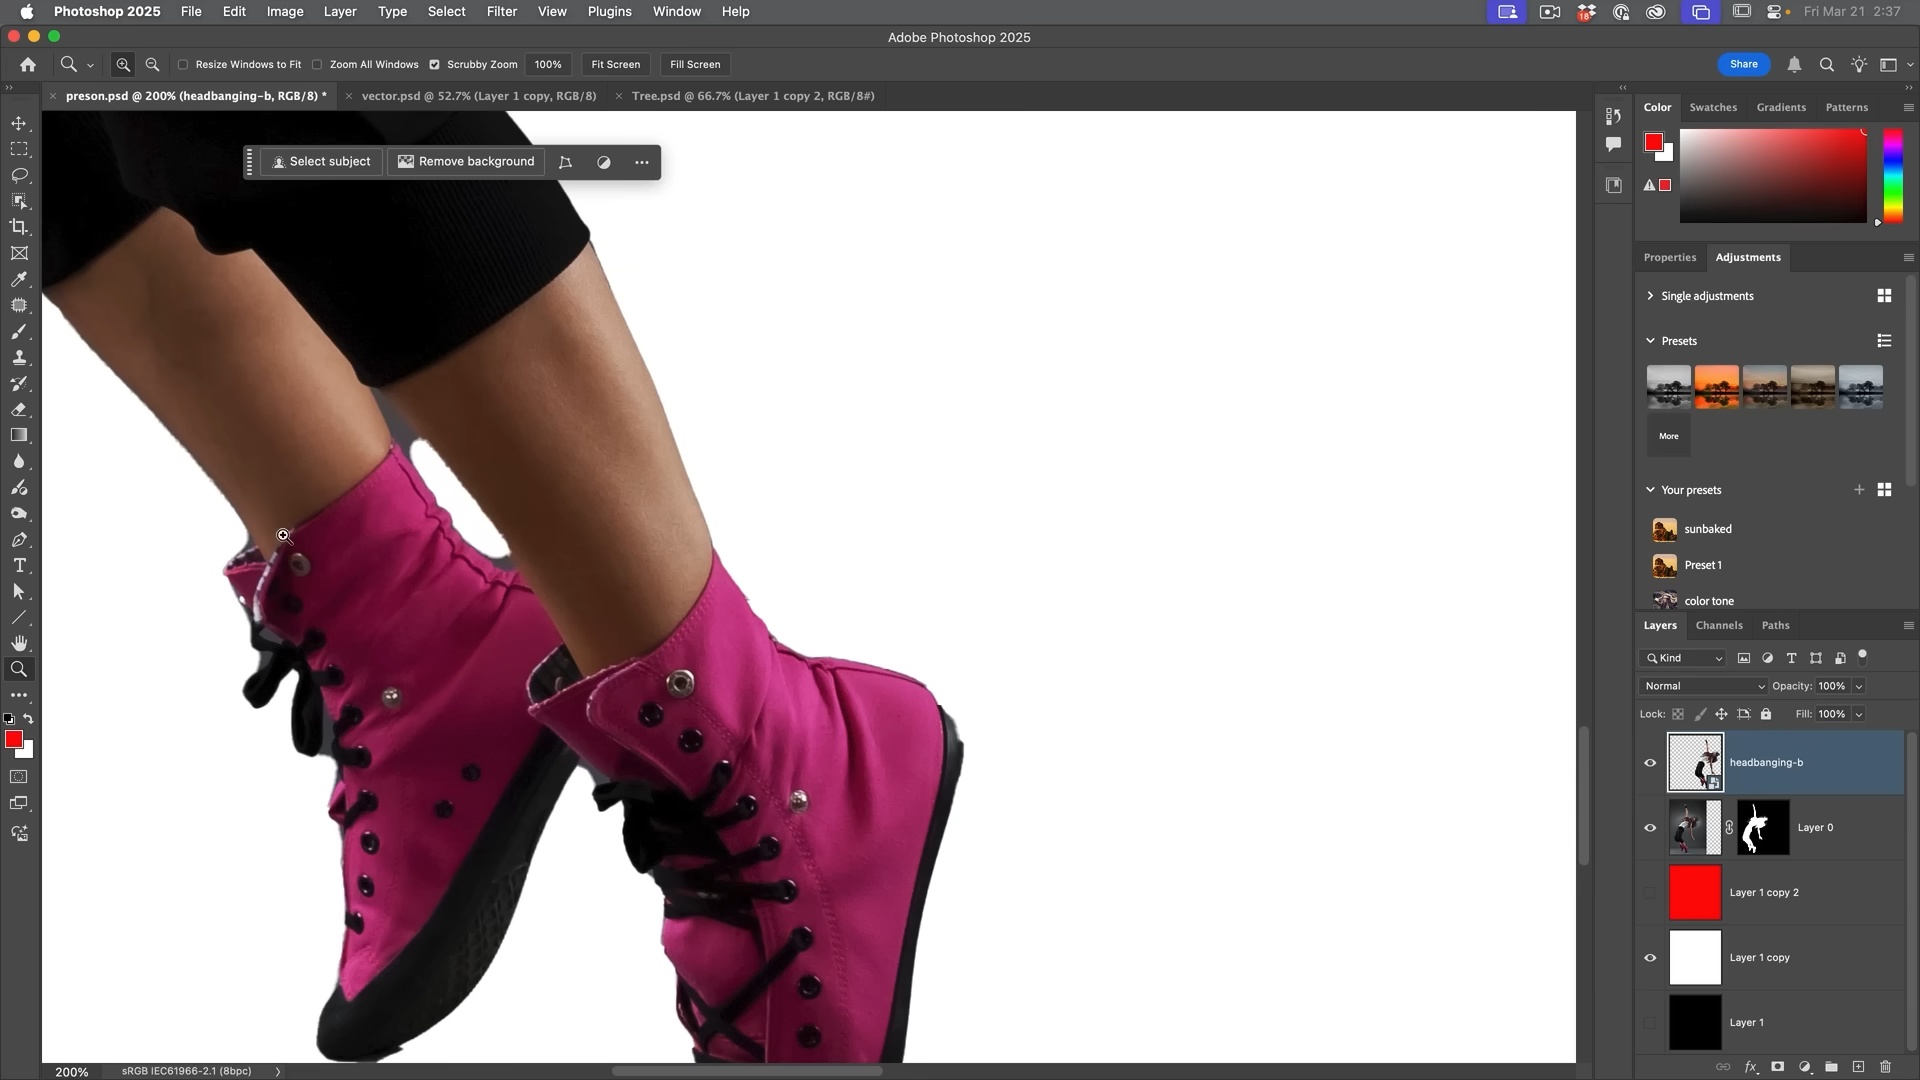 Photoshop 2025 File Edit Image Layer Type Select Filter View Plugins Window Help 18 Fri Mar 21 2:37
Adobe Photoshop 2025
Resize Windows to Fit Zoom All Windows Scrubby Zoom 100% Fit Screen Fill Screen Share
preson.psd @ 200% (headbanging-b, RGB/8) * vector.psd @ 52.7% (Layer 1 copy, RGB/8) Tree.psd @ 66.7% (Layer 1 copy 2, RGB/8#)
Color Swatches Gradients Patterns
Select subject Remove background
Properties Adjustments
Single adjustments
Presets
More
Your presets
sunbaked
Preset 1
color tone
Layers Channels Paths
Kind
Normal Opacity: 100%
Lock: Fill: 100%
headbanging-b
Layer 0
Layer 1 copy 2
Layer 1 copy
Layer 1
200% sRGB IEC61966-2.1 (8bpc)